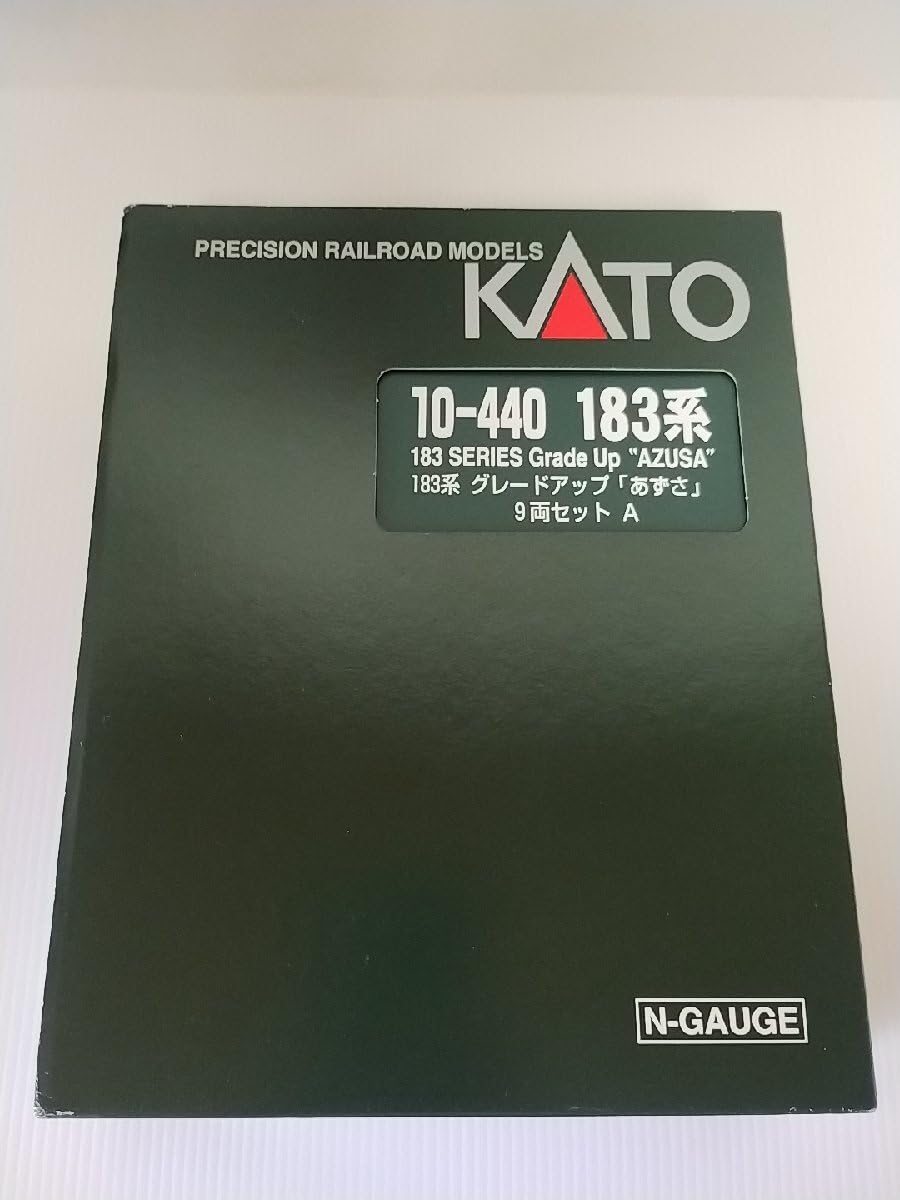 PRECISION RAILROAD MODELS
KATO
10-440 183系
183 SERIES Grade Up "AZUSA"
183系 グレードアップ「あずさ」
9両セット A
N-GAUGE